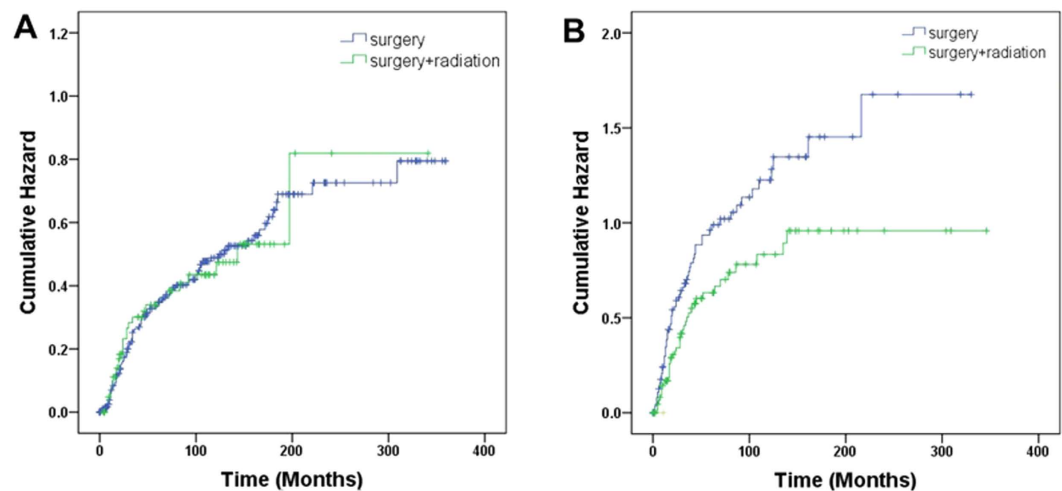 A
surgery
surgery+radiation
1.2
1.0
0.8
0.6
0.4
0.2
0.0
Cumulative Hazard
0
100
200
300
400
Time (Months)
B
surgery
surgery+radiation
2.0
1.5
1.0
0.5
0.0
Cumulative Hazard
0
100
200
300
400
Time (Months)